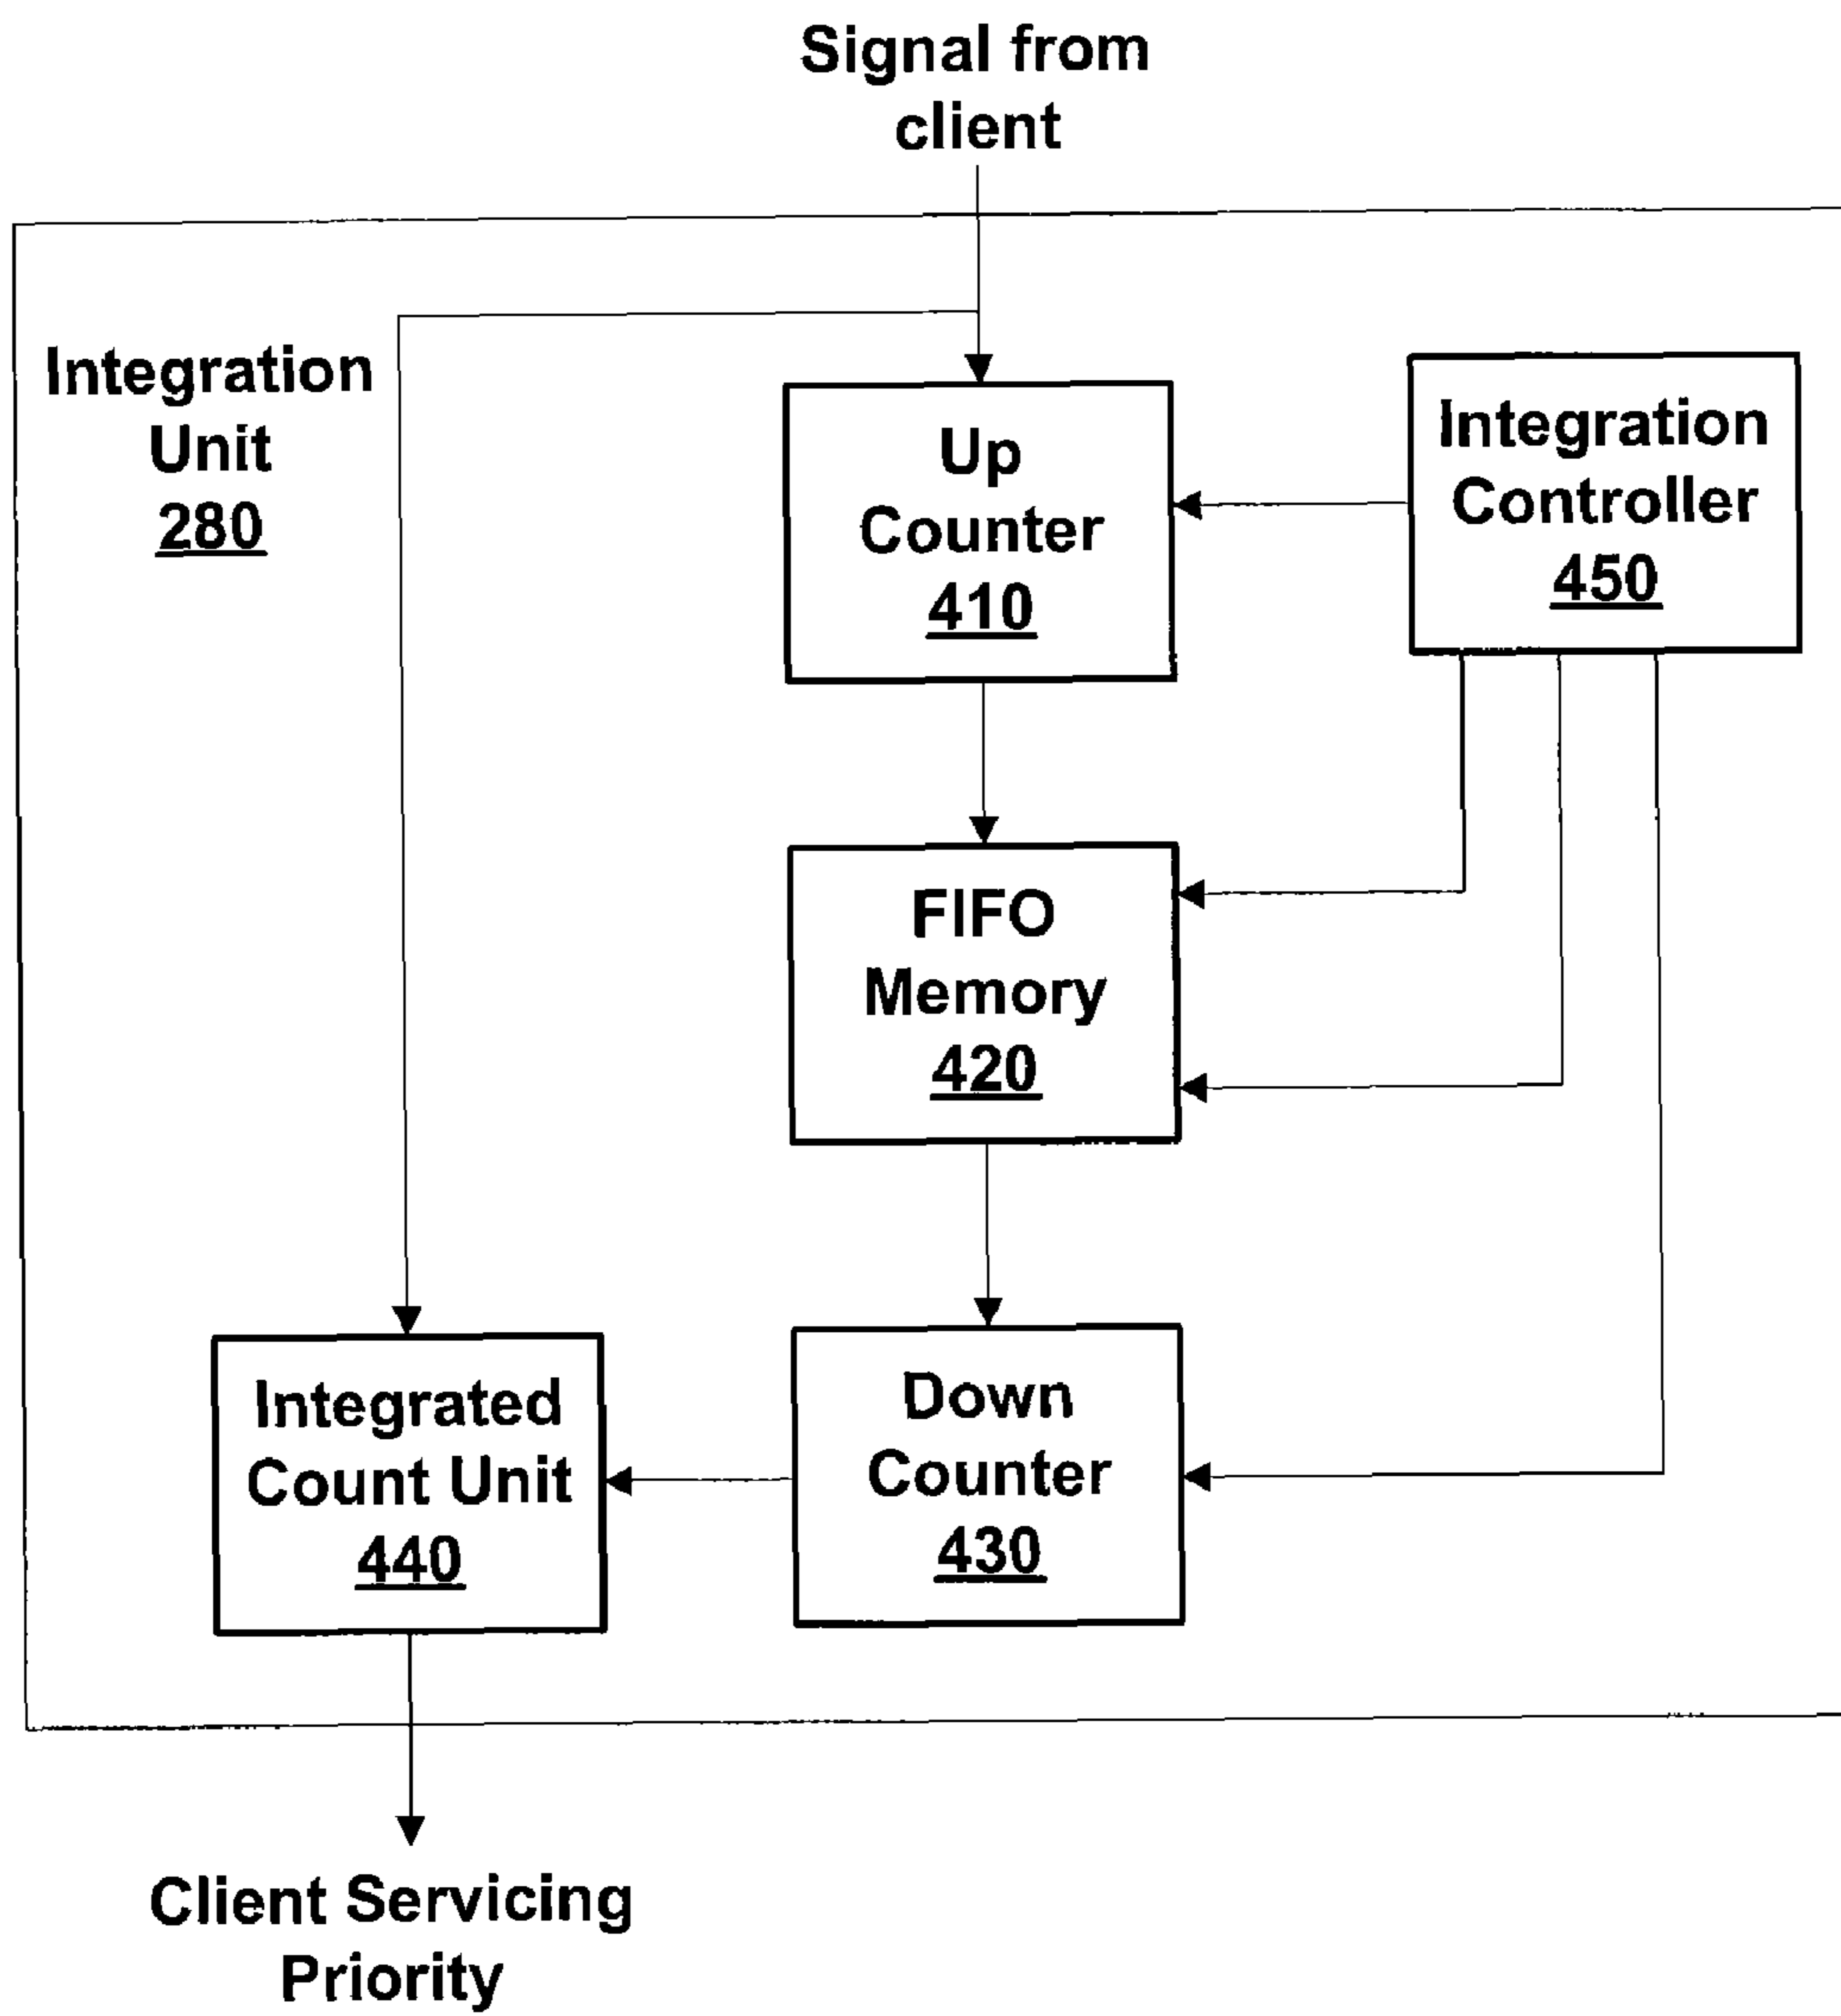 Signal from
client
Integration
Unit
280
Up
Counter
410
Integration
Controller
450
FIFO
Memory
420
Integrated
Count Unit
440
Down
Counter
430
Client Servicing
Priority